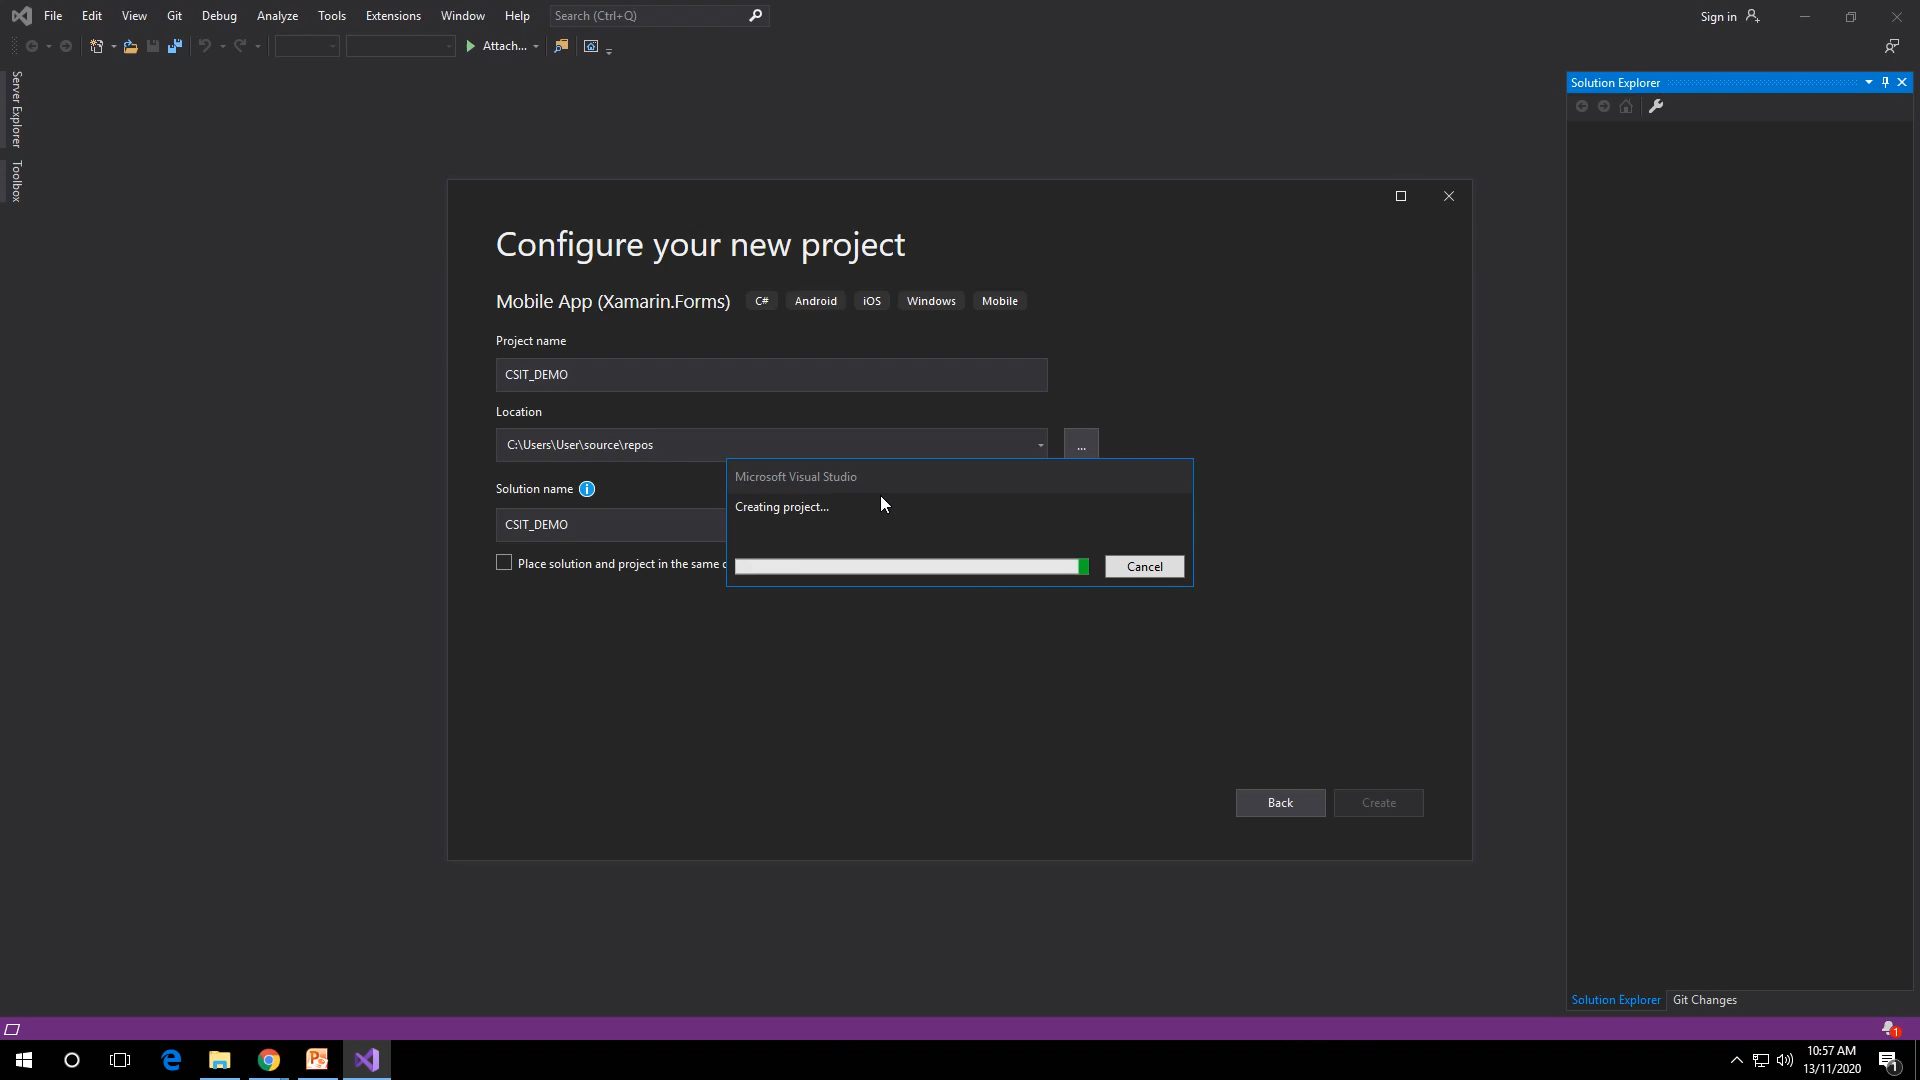 File Edit View Git Debug Analyze Tools Extensions Window Help Search (Ctrl+Q) Sign in
Attach...
Server Explorer
Toolbox
Solution Explorer
Configure your new project
Mobile App (Xamarin.Forms) C# Android iOS Windows Mobile
Project name
CSIT_DEMO
Location
C:\Users\User\source\repos
...
Microsoft Visual Studio
Solution name
Creating project...
CSIT_DEMO
Place solution and project in the same
Cancel
Back Create
Solution Explorer Git Changes
1
10:57 AM
13/11/2020
1